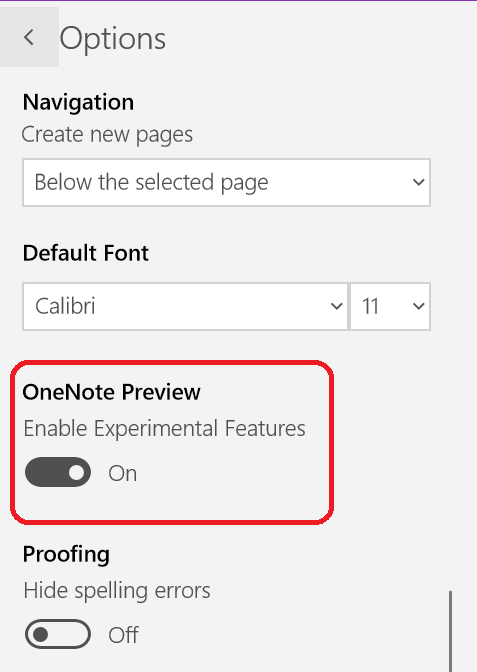 Options
Navigation
Create new pages
Below the selected page
Default Font
Calibri 11
OneNote Preview
Enable Experimental Features
On
Proofing
Hide spelling errors
Off